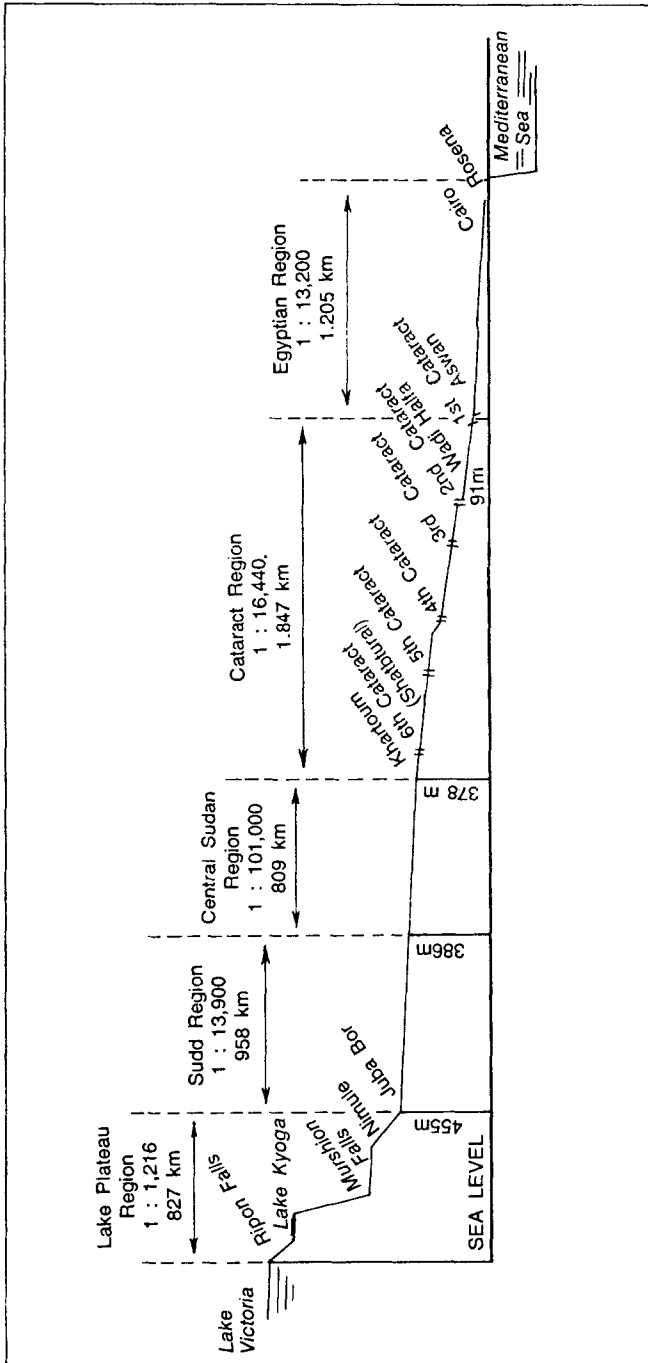 Lake Plateau
Region
1 : 1,216
827 km
Sudd Region
1 : 13,900
958 km
Central Sudan
Region
1 : 101,000
809 km
Cataract Region
1 : 16,440.
1.847 km
Egyptian Region
1 : 13,200
1.205 km
Lake
Victoria
Ripon Falls
Lake Kyoga
Murshion
Falls
Nimule
Juba Bor
Khartoum
6th Cataract
(Shatbtural)
5th Cataract
4th Cataract
3rd Cataract
2nd Cataract
Wadi Halfa
1st Cataract
Aswan
Cairo
Rosena
Mediterranean
Sea
455m
386m
378 m
91m
SEA LEVEL